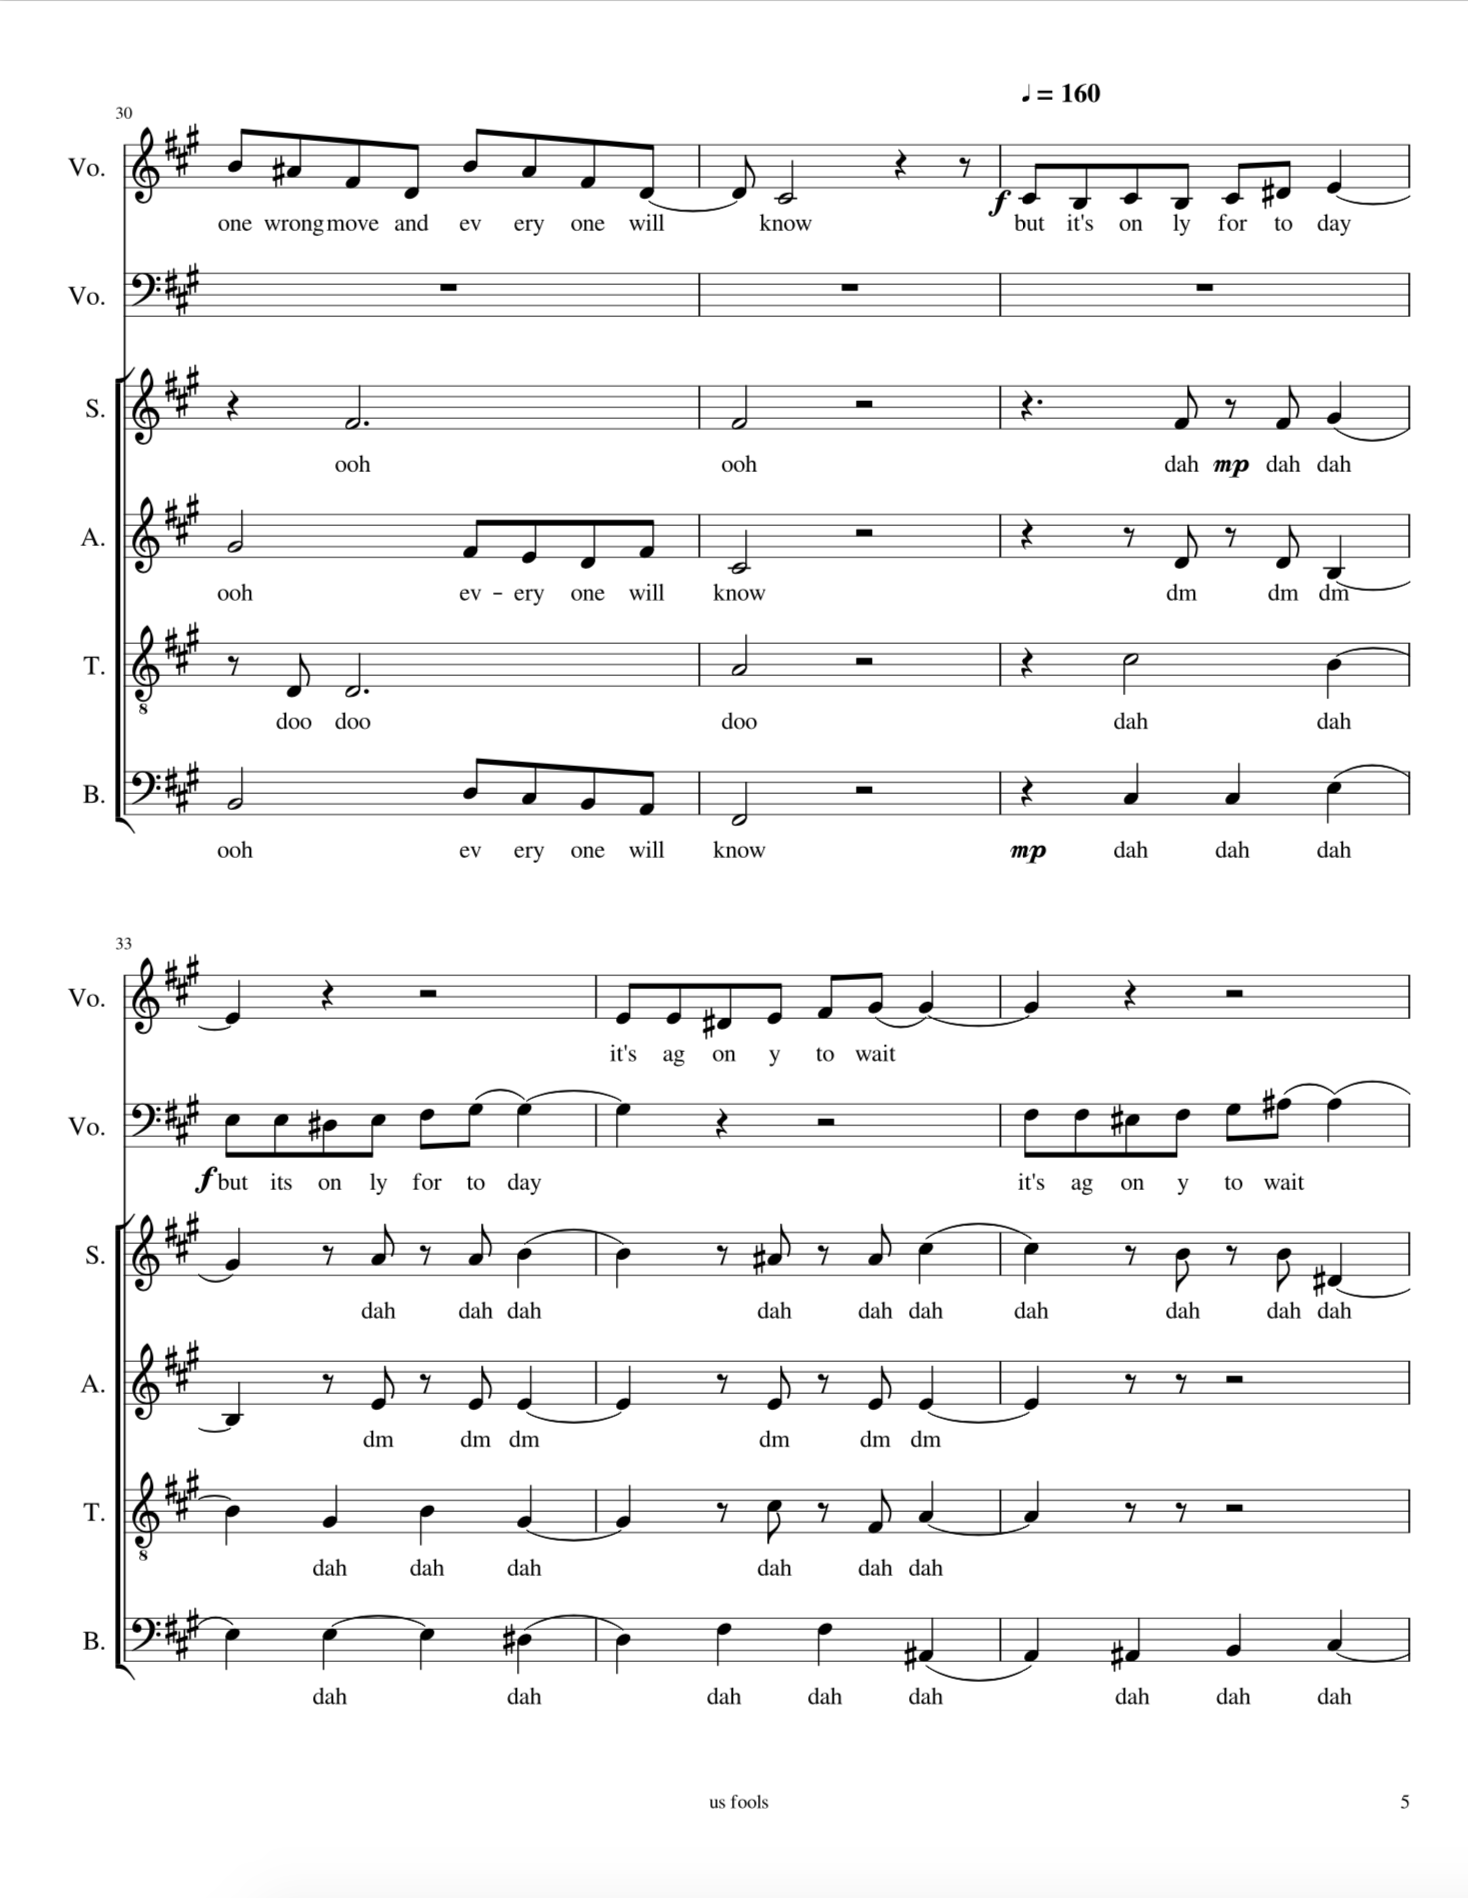 ♩ = 160
30
Vo.
one wrong move and ev ery one will know f but it's on ly for to day
Vo.
S.
ooh ooh dah mp dah dah
A.
ooh ev - ery one will know dm dm dm
T.
8
doo doo doo dah dah
B.
ooh ev ery one will know mp dah dah dah
33
Vo.
it's ag on y to wait
Vo.
f but its on ly for to day it's ag on y to wait
S.
dah dah dah dah dah dah dah dah dah dah
A.
dm dm dm dm dm dm
T.
8
dah dah dah dah dah dah
B.
dah dah dah dah dah dah dah dah
us fools 5